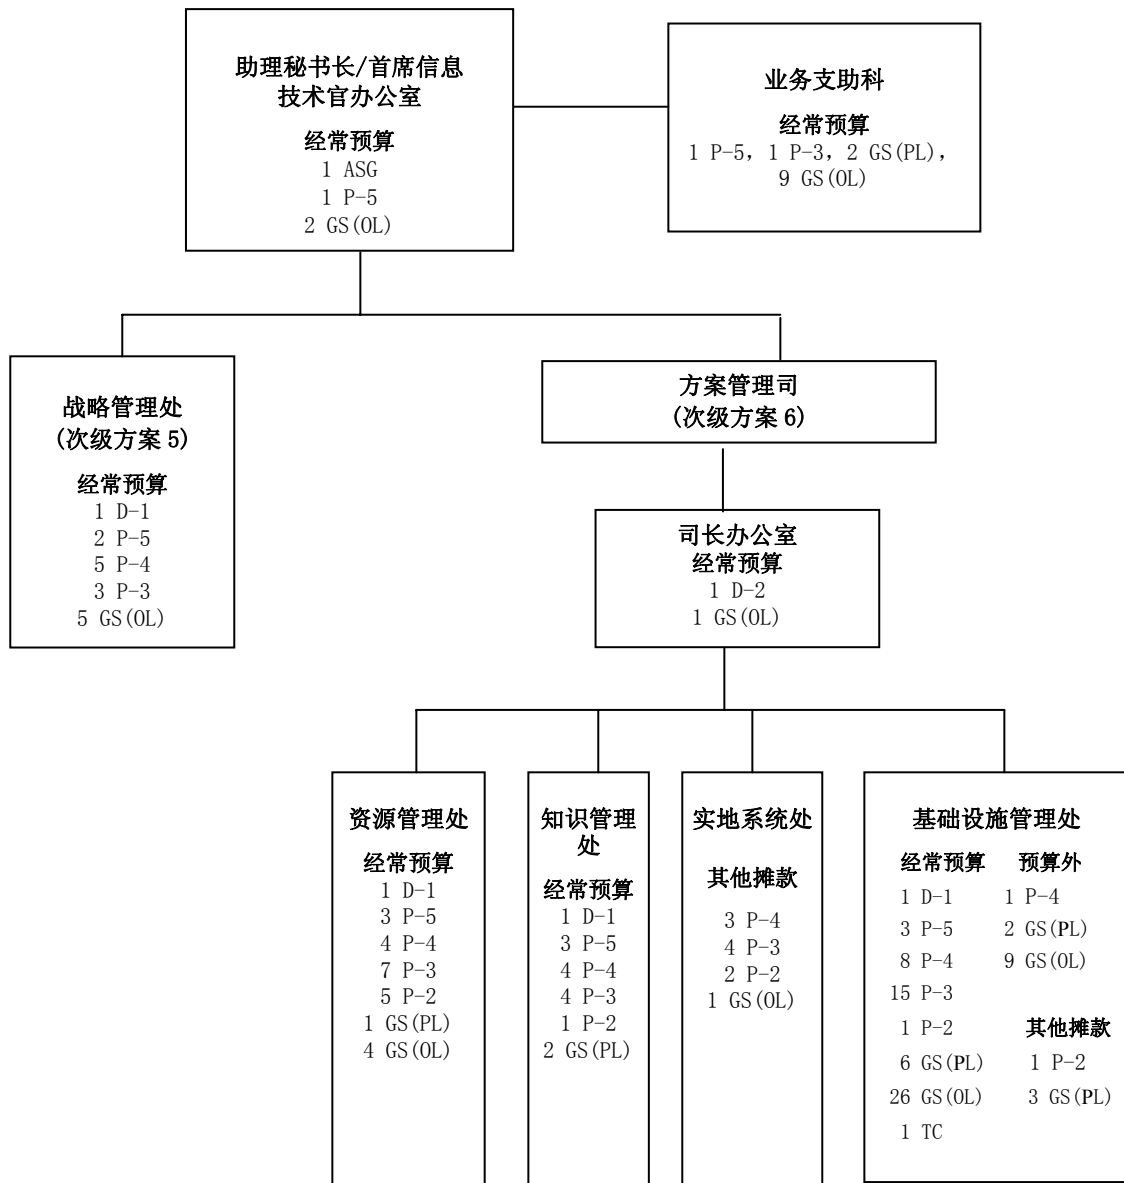 助理秘书长/首席信息
技术官办公室
经常预算
1 ASG
1 P-5
2 GS(OL)
业务支助科
经常预算
1 P-5, 1 P-3, 2 GS(PL),
9 GS(OL)
战略管理处
(次级方案 5)
经常预算
1 D-1
2 P-5
5 P-4
3 P-3
5 GS(OL)
方案管理司
(次级方案 6)
司长办公室
经常预算
1 D-2
1 GS(OL)
资源管理处
经常预算
1 D-1
3 P-5
4 P-4
7 P-3
5 P-2
1 GS(PL)
4 GS(OL)
知识管理
处
经常预算
1 D-1
3 P-5
4 P-4
4 P-3
1 P-2
2 GS(PL)
实地系统处
其他摊款
3 P-4
4 P-3
2 P-2
1 GS(OL)
基础设施管理处
经常预算
1 D-1
3 P-5
8 P-4
15 P-3
1 P-2
6 GS(PL)
26 GS(OL)
1 TC
预算外
1 P-4
2 GS(PL)
9 GS(OL)
其他摊款
1 P-2
3 GS(PL)